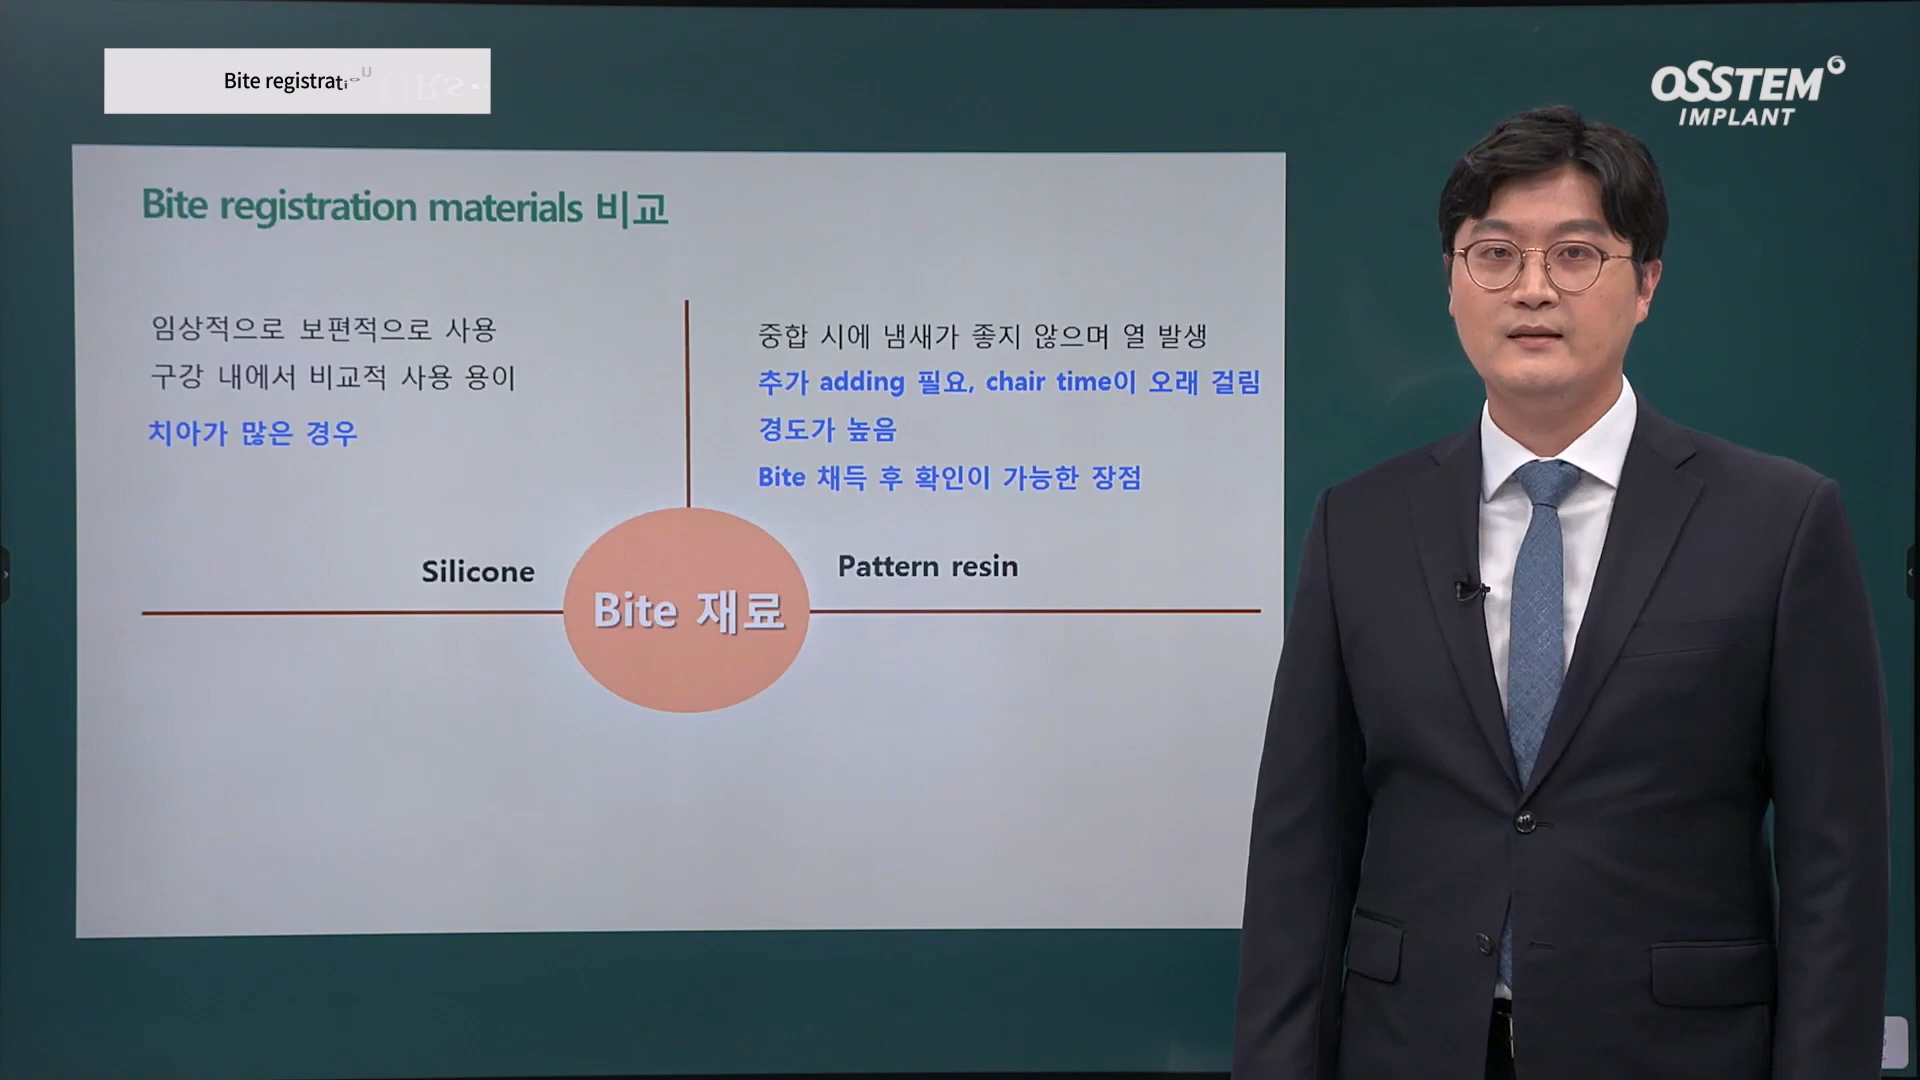 Bite registrati
OSSTEM
IMPLANT
Bite registration materials 비교
임상적으로 보편적으로 사용
구강 내에서 비교적 사용 용이
치아가 많은 경우
중합 시에 냄새가 좋지 않으며 열 발생
추가 adding 필요, chair time이 오래 걸림
경도가 높음
Bite 채득 후 확인이 가능한 장점
Silicone
Pattern resin
Bite 재료